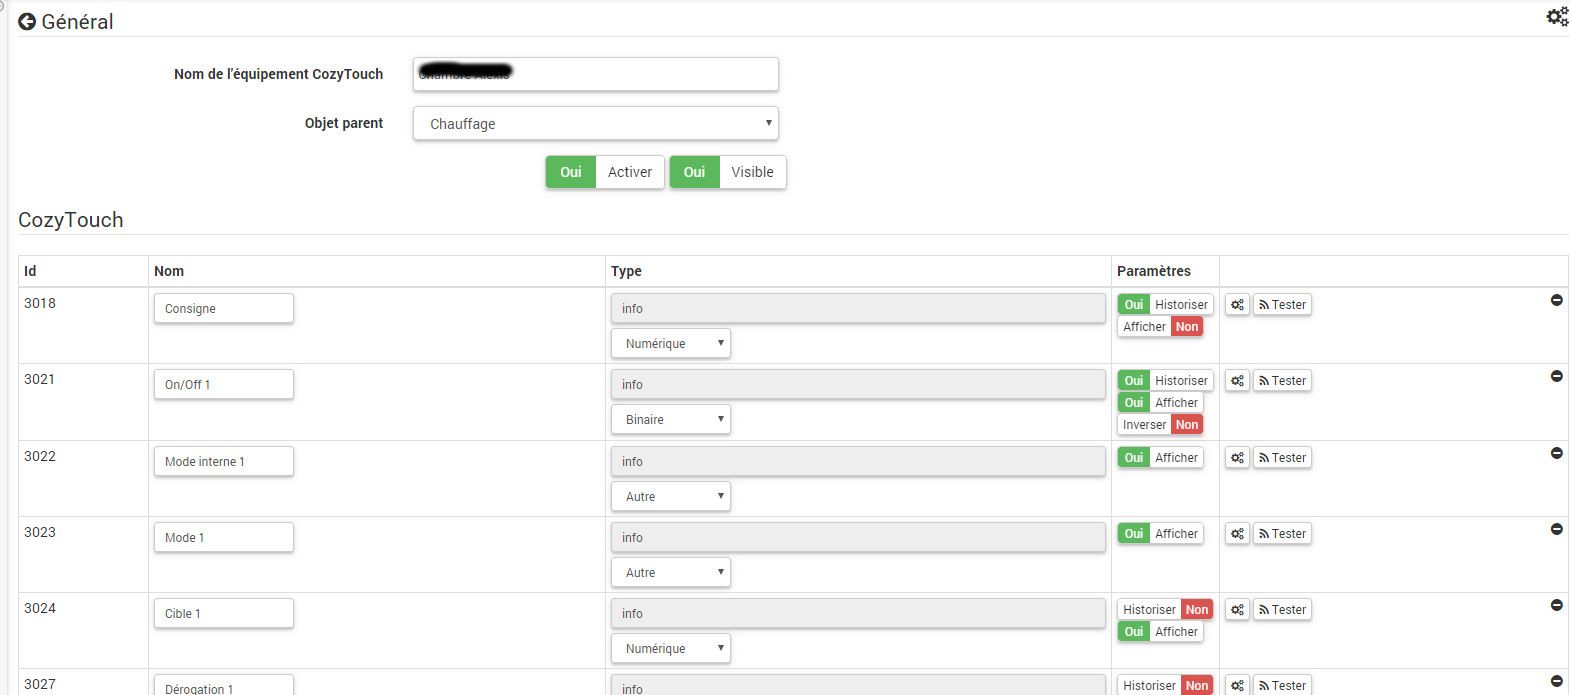 Général
Nom de l'équipement CozyTouch
Objet parent
Chauffage
Oui Activer Oui Visible
CozyTouch
Id Nom Type Paramètres
3018 Consigne info Oui Historiser Tester
Numérique Afficher Non
3021 On/Off 1 info Oui Historiser Tester
Oui Afficher
Binaire Inverser Non
3022 Mode interne 1 info Oui Afficher Tester
Autre
3023 Mode 1 info Oui Afficher Tester
Autre
3024 Cible 1 info Historiser Non Tester
Numérique Oui Afficher
3027 Dérogation 1 info Historiser Non Tester